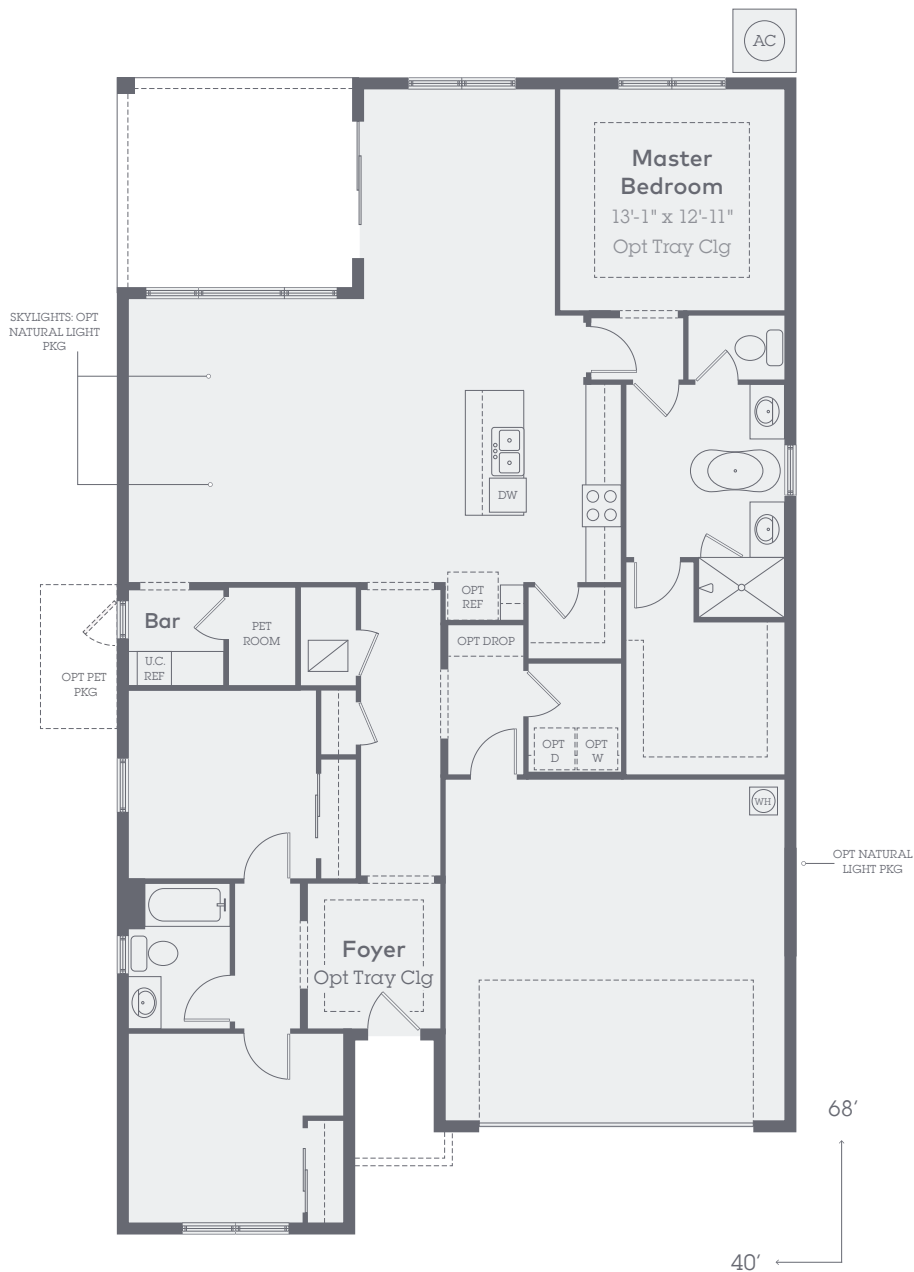 AC
Master
Bedroom
13'-1" x 12'-11"
Opt Tray Clg
SKYLIGHTS: OPT
NATURAL LIGHT
PKG
DW
OPT
REF
Bar
PET
ROOM
U.C.
REF
OPT PET
PKG
OPT DROP
OPT
D
OPT
W
WH
OPT NATURAL
LIGHT PKG
Foyer
Opt Tray Clg
68'
40'